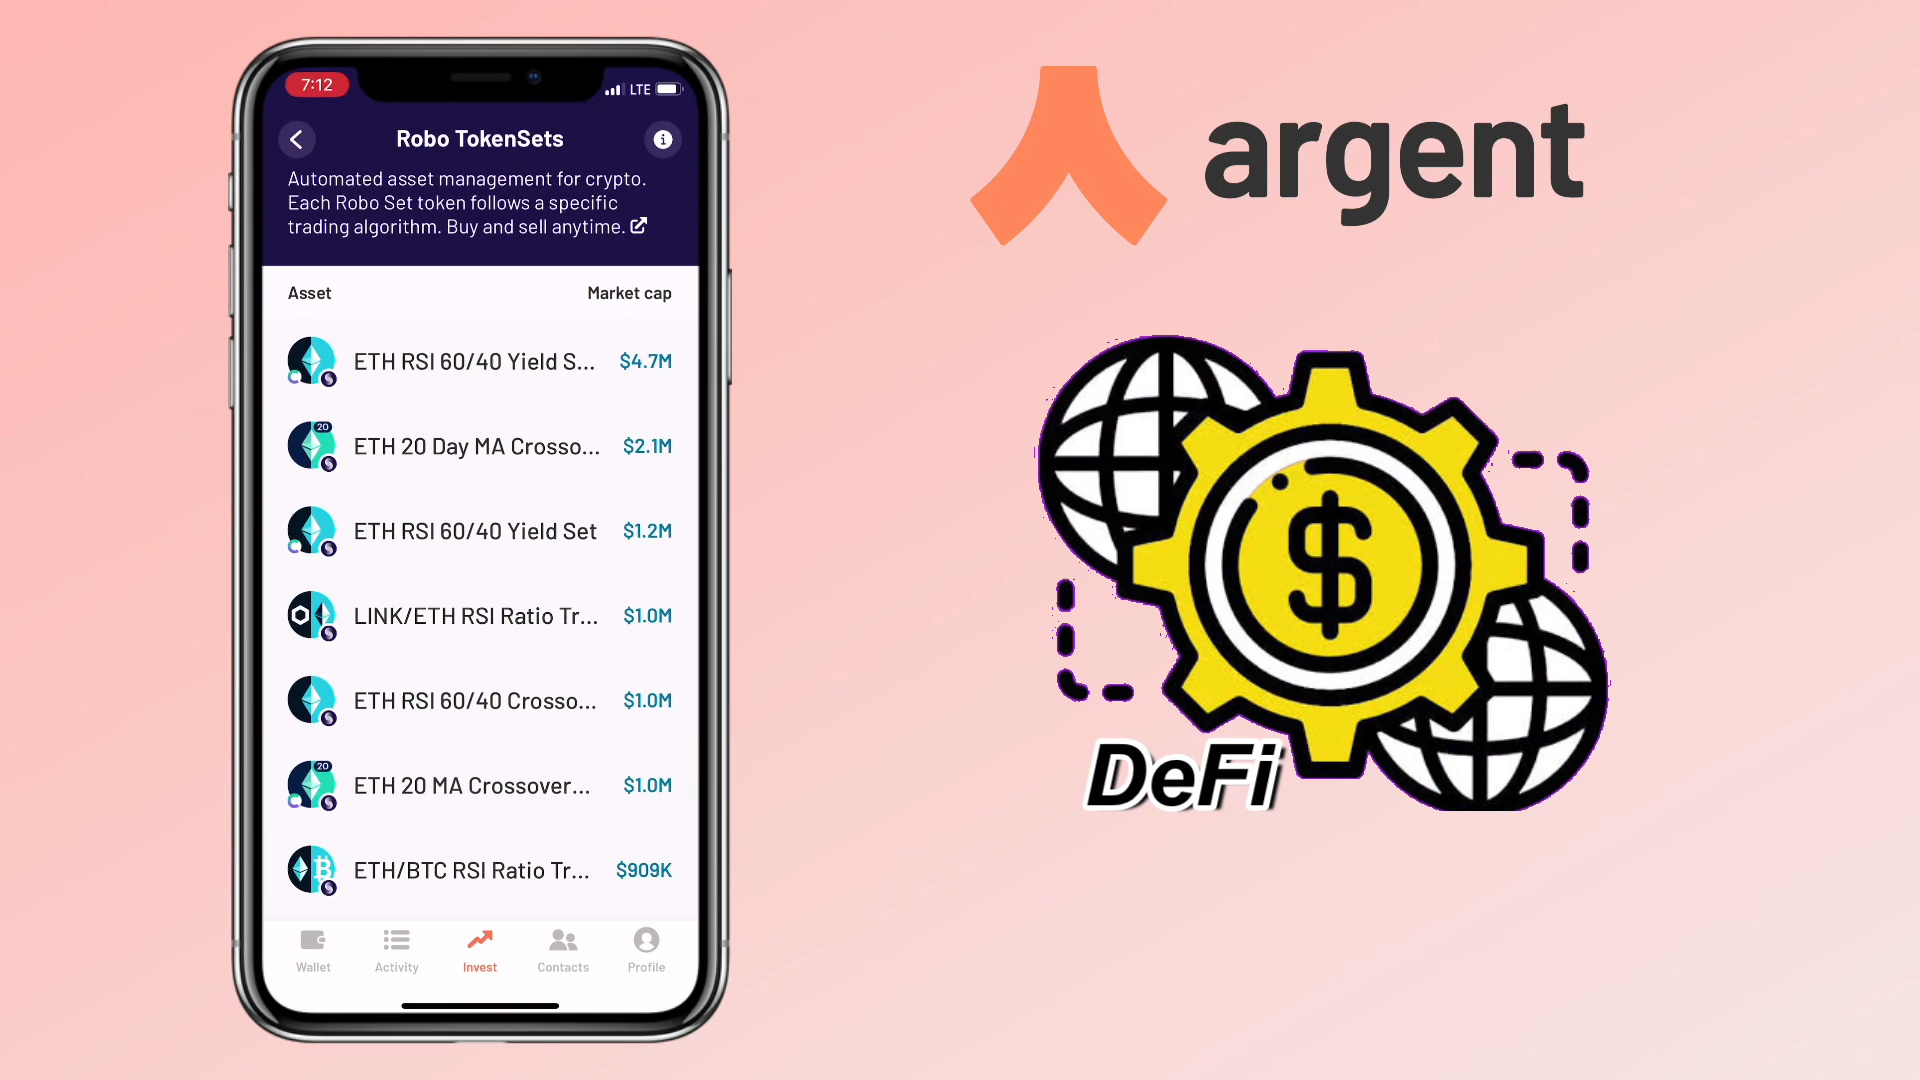 7:12
LTE
Robo TokenSets
Automated asset management for crypto.
Each Robo Set token follows a specific
trading algorithm. Buy and sell anytime.
Asset Market cap
ETH RSI 60/40 Yield S... $4.7M
20
ETH 20 Day MA Crosso... $2.1M
ETH RSI 60/40 Yield Set $1.2M
LINK/ETH RSI Ratio Tr... $1.0M
ETH RSI 60/40 Crosso... $1.0M
20
ETH 20 MA Crossover... $1.0M
ETH/BTC RSI Ratio Tr... $909K
Wallet Activity Invest Contacts Profile
argent
$
DeFi